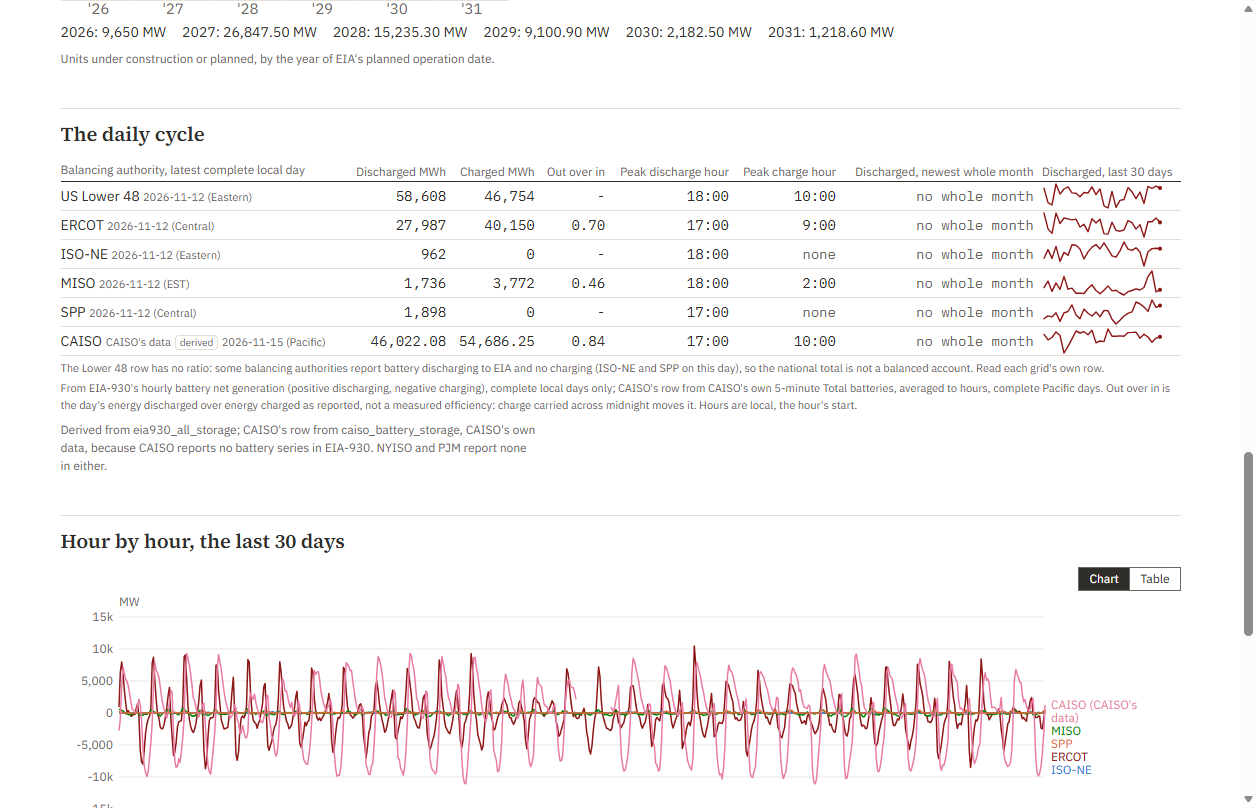 '26 '27 '28 '29 '30 '31
2026: 9,650 MW 2027: 26,847.50 MW 2028: 15,235.30 MW 2029: 9,100.90 MW 2030: 2,182.50 MW 2031: 1,218.60 MW
Units under construction or planned, by the year of EIA's planned operation date.
The daily cycle
Balancing authority, latest complete local day Discharged MWh Charged MWh Out over in Peak discharge hour Peak charge hour Discharged, newest whole month Discharged, last 30 days
US Lower 48 2026-11-12 (Eastern) 58,608 46,754 - 18:00 10:00 no whole month
ERCOT 2026-11-12 (Central) 27,987 40,150 0.70 17:00 9:00 no whole month
ISO-NE 2026-11-12 (Eastern) 962 0 - 18:00 none no whole month
MISO 2026-11-12 (EST) 1,736 3,772 0.46 18:00 2:00 no whole month
SPP 2026-11-12 (Central) 1,898 0 - 17:00 none no whole month
CAISO CAISO's data derived 2026-11-15 (Pacific) 46,022.08 54,686.25 0.84 17:00 10:00 no whole month
The Lower 48 row has no ratio: some balancing authorities report battery discharging to EIA and no charging (ISO-NE and SPP on this day), so the national total is not a balanced account. Read each grid's own row.
From EIA-930's hourly battery net generation (positive discharging, negative charging), complete local days only; CAISO's row from CAISO's own 5-minute Total batteries, averaged to hours, complete Pacific days. Out over in is
the day's energy discharged over energy charged as reported, not a measured efficiency: charge carried across midnight moves it. Hours are local, the hour's start.
Derived from eia930_all_storage; CAISO's row from caiso_battery_storage, CAISO's own
data, because CAISO reports no battery series in EIA-930. NYISO and PJM report none
in either.
Hour by hour, the last 30 days
Chart Table
MW
15k
10k
5,000
0
-5,000
-10k
-15k
CAISO (CAISO's
data)
MISO
SPP
ERCOT
ISO-NE